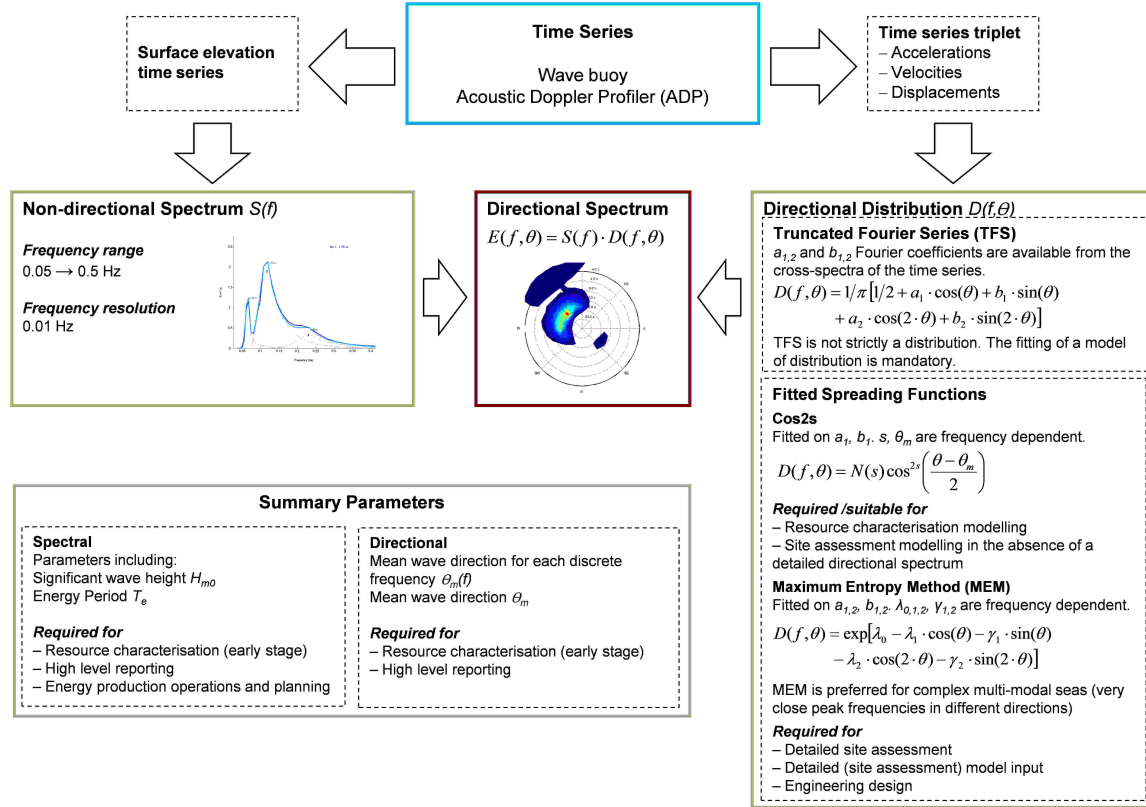 Surface elevation
time series
Time Series
Wave buoy
Acoustic Doppler Profiler (ADP)
Time series triplet
– Accelerations
– Velocities
– Displacements
Non-directional Spectrum S(f)
Frequency range
0.05 → 0.5 Hz
Frequency resolution
0.01 Hz
Frequency (Hz)
Directional Spectrum
E(f,θ) = S(f)·D(f,θ)
Directional Distribution D(f,θ)
Truncated Fourier Series (TFS)
a1,2 and b1,2 Fourier coefficients are available from the
cross-spectra of the time series.
D(f,θ) = 1/π[1/2 + a1·cos(θ) + b1·sin(θ)
+ a2·cos(2·θ) + b2·sin(2·θ)]
TFS is not strictly a distribution. The fitting of a model
of distribution is mandatory.
Fitted Spreading Functions
Cos2s
Fitted on a1, b1. s, θm are frequency dependent.
D(f,θ) = N(s)cos2s((θ − θm)/2)
Required /suitable for
– Resource characterisation modelling
– Site assessment modelling in the absence of a
detailed directional spectrum
Maximum Entropy Method (MEM)
Fitted on a1,2, b1,2. λ0,1,2, γ1,2 are frequency dependent.
D(f,θ) = exp[λ0 − λ1·cos(θ) − γ1·sin(θ)
− λ2·cos(2·θ) − γ2·sin(2·θ)]
MEM is preferred for complex multi-modal seas (very
close peak frequencies in different directions)
Required for
– Detailed site assessment
– Detailed (site assessment) model input
– Engineering design
Summary Parameters
Spectral
Parameters including:
Significant wave height Hm0
Energy Period Te
Required for
– Resource characterisation (early stage)
– High level reporting
– Energy production operations and planning
Directional
Mean wave direction for each discrete
frequency θm(f)
Mean wave direction θm
Required for
– Resource characterisation (early stage)
– High level reporting